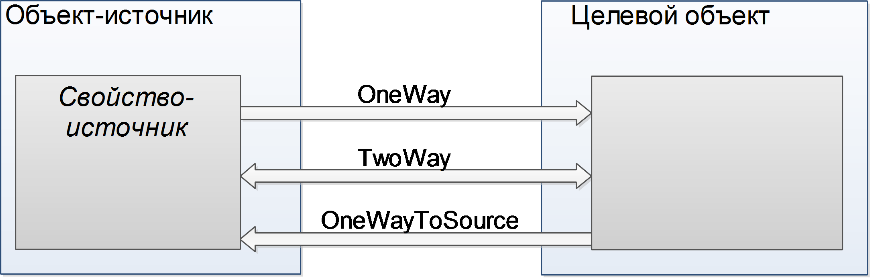 Объект-источник
Целевой объект
Свойство-
источник
OneWay
TwoWay
OneWayToSource